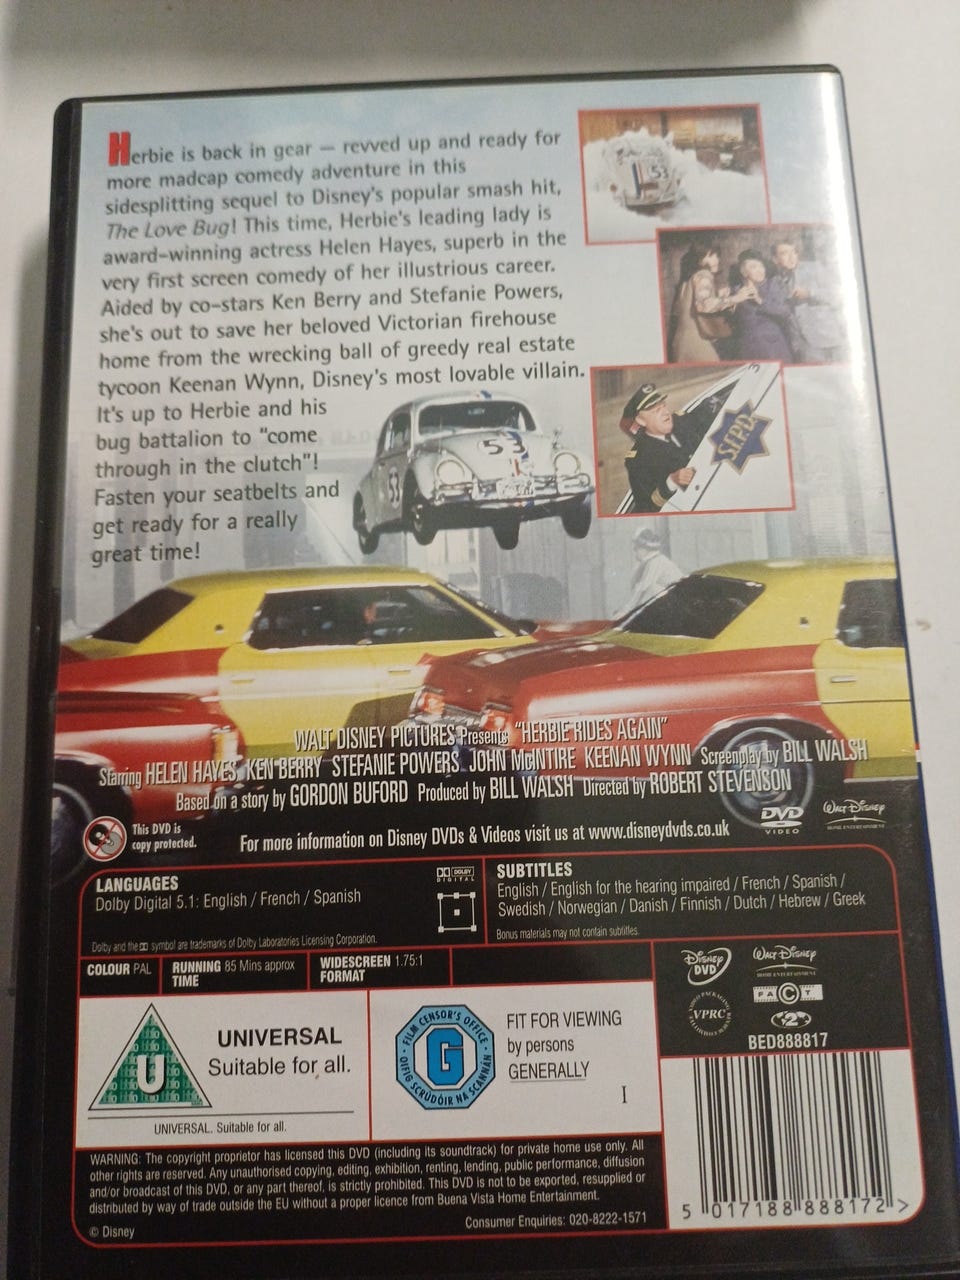 Herbie is back in gear — revved up and ready for
more madcap comedy adventure in this
sidesplitting sequel to Disney's popular smash hit,
The Love Bug! This time, Herbie's leading lady is
award-winning actress Helen Hayes, superb in the
very first screen comedy of her illustrious career.
Aided by co-stars Ken Berry and Stefanie Powers,
she's out to save her beloved Victorian firehouse
home from the wrecking ball of greedy real estate
tycoon Keenan Wynn, Disney's most lovable villain.
It's up to Herbie and his
bug battalion to "come
through in the clutch"!
Fasten your seatbelts and
get ready for a really
great time!
53
53
53
S.F.P.D.
WALT DISNEY PICTURES Presents "HERBIE RIDES AGAIN"
Starring HELEN HAYES KEN BERRY STEFANIE POWERS JOHN McINTIRE KEENAN WYNN Screenplay by BILL WALSH
Based on a story by GORDON BUFORD Produced by BILL WALSH Directed by ROBERT STEVENSON
DVD
VIDEO
Walt Disney
HOME ENTERTAINMENT
This DVD is
copy protected.
For more information on Disney DVDs & Videos visit us at www.disneydvds.co.uk
LANGUAGES
Dolby Digital 5.1: English / French / Spanish
DOLBY
DIGITAL
Dolby and the symbol are trademarks of Dolby Laboratories Licensing Corporation.
SUBTITLES
English / English for the hearing impaired / French / Spanish /
Swedish / Norwegian / Danish / Finnish / Dutch / Hebrew / Greek
Bonus materials may not contain subtitles.
COLOUR PAL
RUNNING 85 Mins approx
TIME
WIDESCREEN 1.75:1
FORMAT
Disney
DVD
Walt Disney
HOME ENTERTAINMENT
FACT
VPRC
2
BED888817
U
UNIVERSAL
Suitable for all.
UNIVERSAL. Suitable for all.
FILM CENSOR'S OFFICE
G
OIFIG SCRÚDÓIR NA SCANNÁN
FIT FOR VIEWING
by persons
GENERALLY
I
WARNING: The copyright proprietor has licensed this DVD (including its soundtrack) for private home use only. All
other rights are reserved. Any unauthorised copying, editing, exhibition, renting, lending, public performance, diffusion
and/or broadcast of this DVD, or any part thereof, is strictly prohibited. This DVD is not to be exported, resupplied or
distributed by way of trade outside the EU without a proper licence from Buena Vista Home Entertainment.
© Disney
Consumer Enquiries: 020-8222-1571
5 017188 888172 >